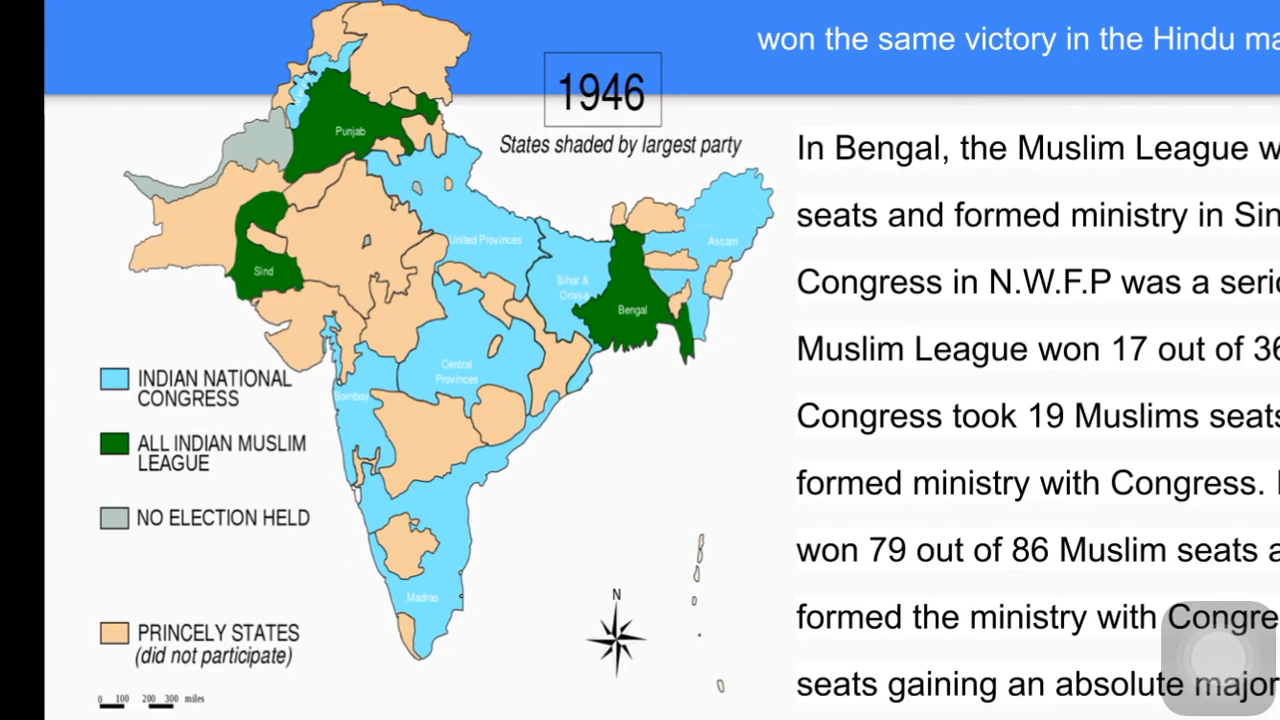 won the same victory in the Hindu ma
1946
States shaded by largest party
Punjab
Sind
United Provinces
Assam
Bihar &
Orissa
Bengal
Central
Provinces
Bombay
Madras
INDIAN NATIONAL
CONGRESS
ALL INDIAN MUSLIM
LEAGUE
NO ELECTION HELD
PRINCELY STATES
(did not participate)
0 100 200 300 miles
N
In Bengal, the Muslim League w
seats and formed ministry in Sin
Congress in N.W.F.P was a serio
Muslim League won 17 out of 36
Congress took 19 Muslims seats
formed ministry with Congress.
won 79 out of 86 Muslim seats a
formed the ministry with Congre
seats gaining an absolute major